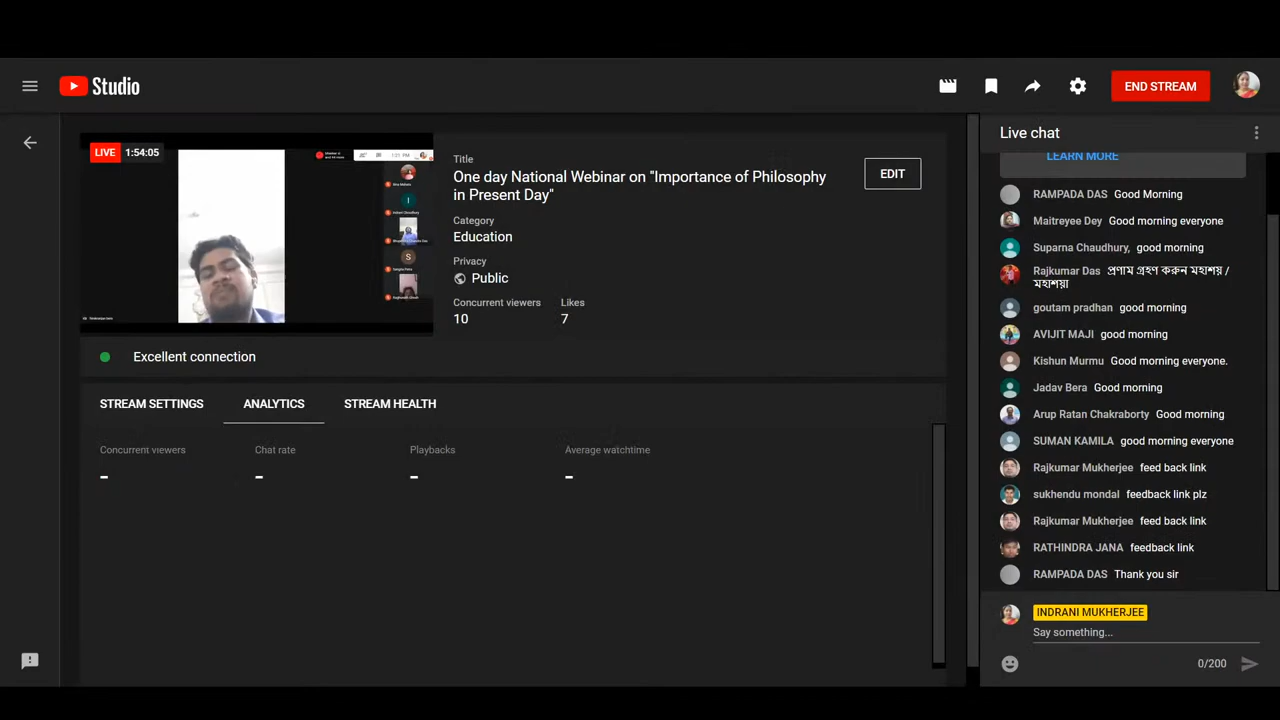 Studio
END STREAM
LIVE 1:54:05
Title
One day National Webinar on "Importance of Philosophy
in Present Day"
EDIT
Category
Education
Privacy
Public
Concurrent viewers
10
Likes
7
Excellent connection
STREAM SETTINGS
ANALYTICS
STREAM HEALTH
Concurrent viewers
Chat rate
Playbacks
Average watchtime
–
–
–
–
Live chat
LEARN MORE
RAMPADA DAS Good Morning
Maitreyee Dey Good morning everyone
Suparna Chaudhury, good morning
Rajkumar Das প্রণাম গ্রহণ করুন মহাশয় /
মহাশয়া
goutam pradhan good morning
AVIJIT MAJI good morning
Kishun Murmu Good morning everyone.
Jadav Bera Good morning
Arup Ratan Chakraborty Good morning
SUMAN KAMILA good morning everyone
Rajkumar Mukherjee feed back link
sukhendu mondal feedback link plz
Rajkumar Mukherjee feed back link
RATHINDRA JANA feedback link
RAMPADA DAS Thank you sir
INDRANI MUKHERJEE
Say something...
0/200